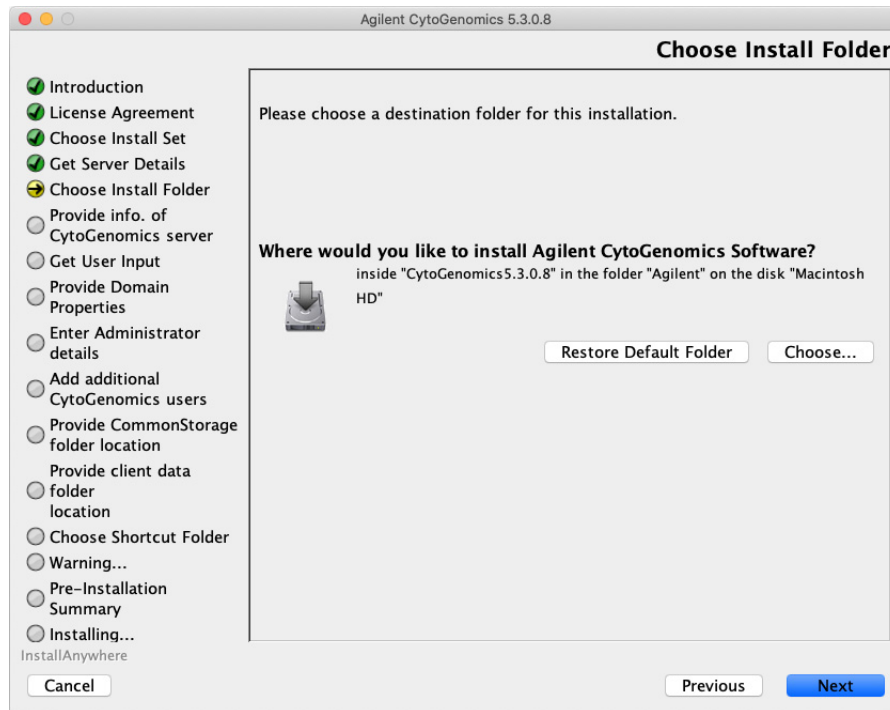 Agilent CytoGenomics 5.3.0.8
Choose Install Folder
Introduction
License Agreement
Choose Install Set
Get Server Details
Choose Install Folder
Provide info. of
CytoGenomics server
Get User Input
Provide Domain
Properties
Enter Administrator
details
Add additional
CytoGenomics users
Provide CommonStorage
folder location
Provide client data
folder
location
Choose Shortcut Folder
Warning...
Pre-Installation
Summary
Installing...
Please choose a destination folder for this installation.
Where would you like to install Agilent CytoGenomics Software?
inside "CytoGenomics5.3.0.8" in the folder "Agilent" on the disk "Macintosh
HD"
Restore Default Folder
Choose...
InstallAnywhere
Cancel
Previous
Next